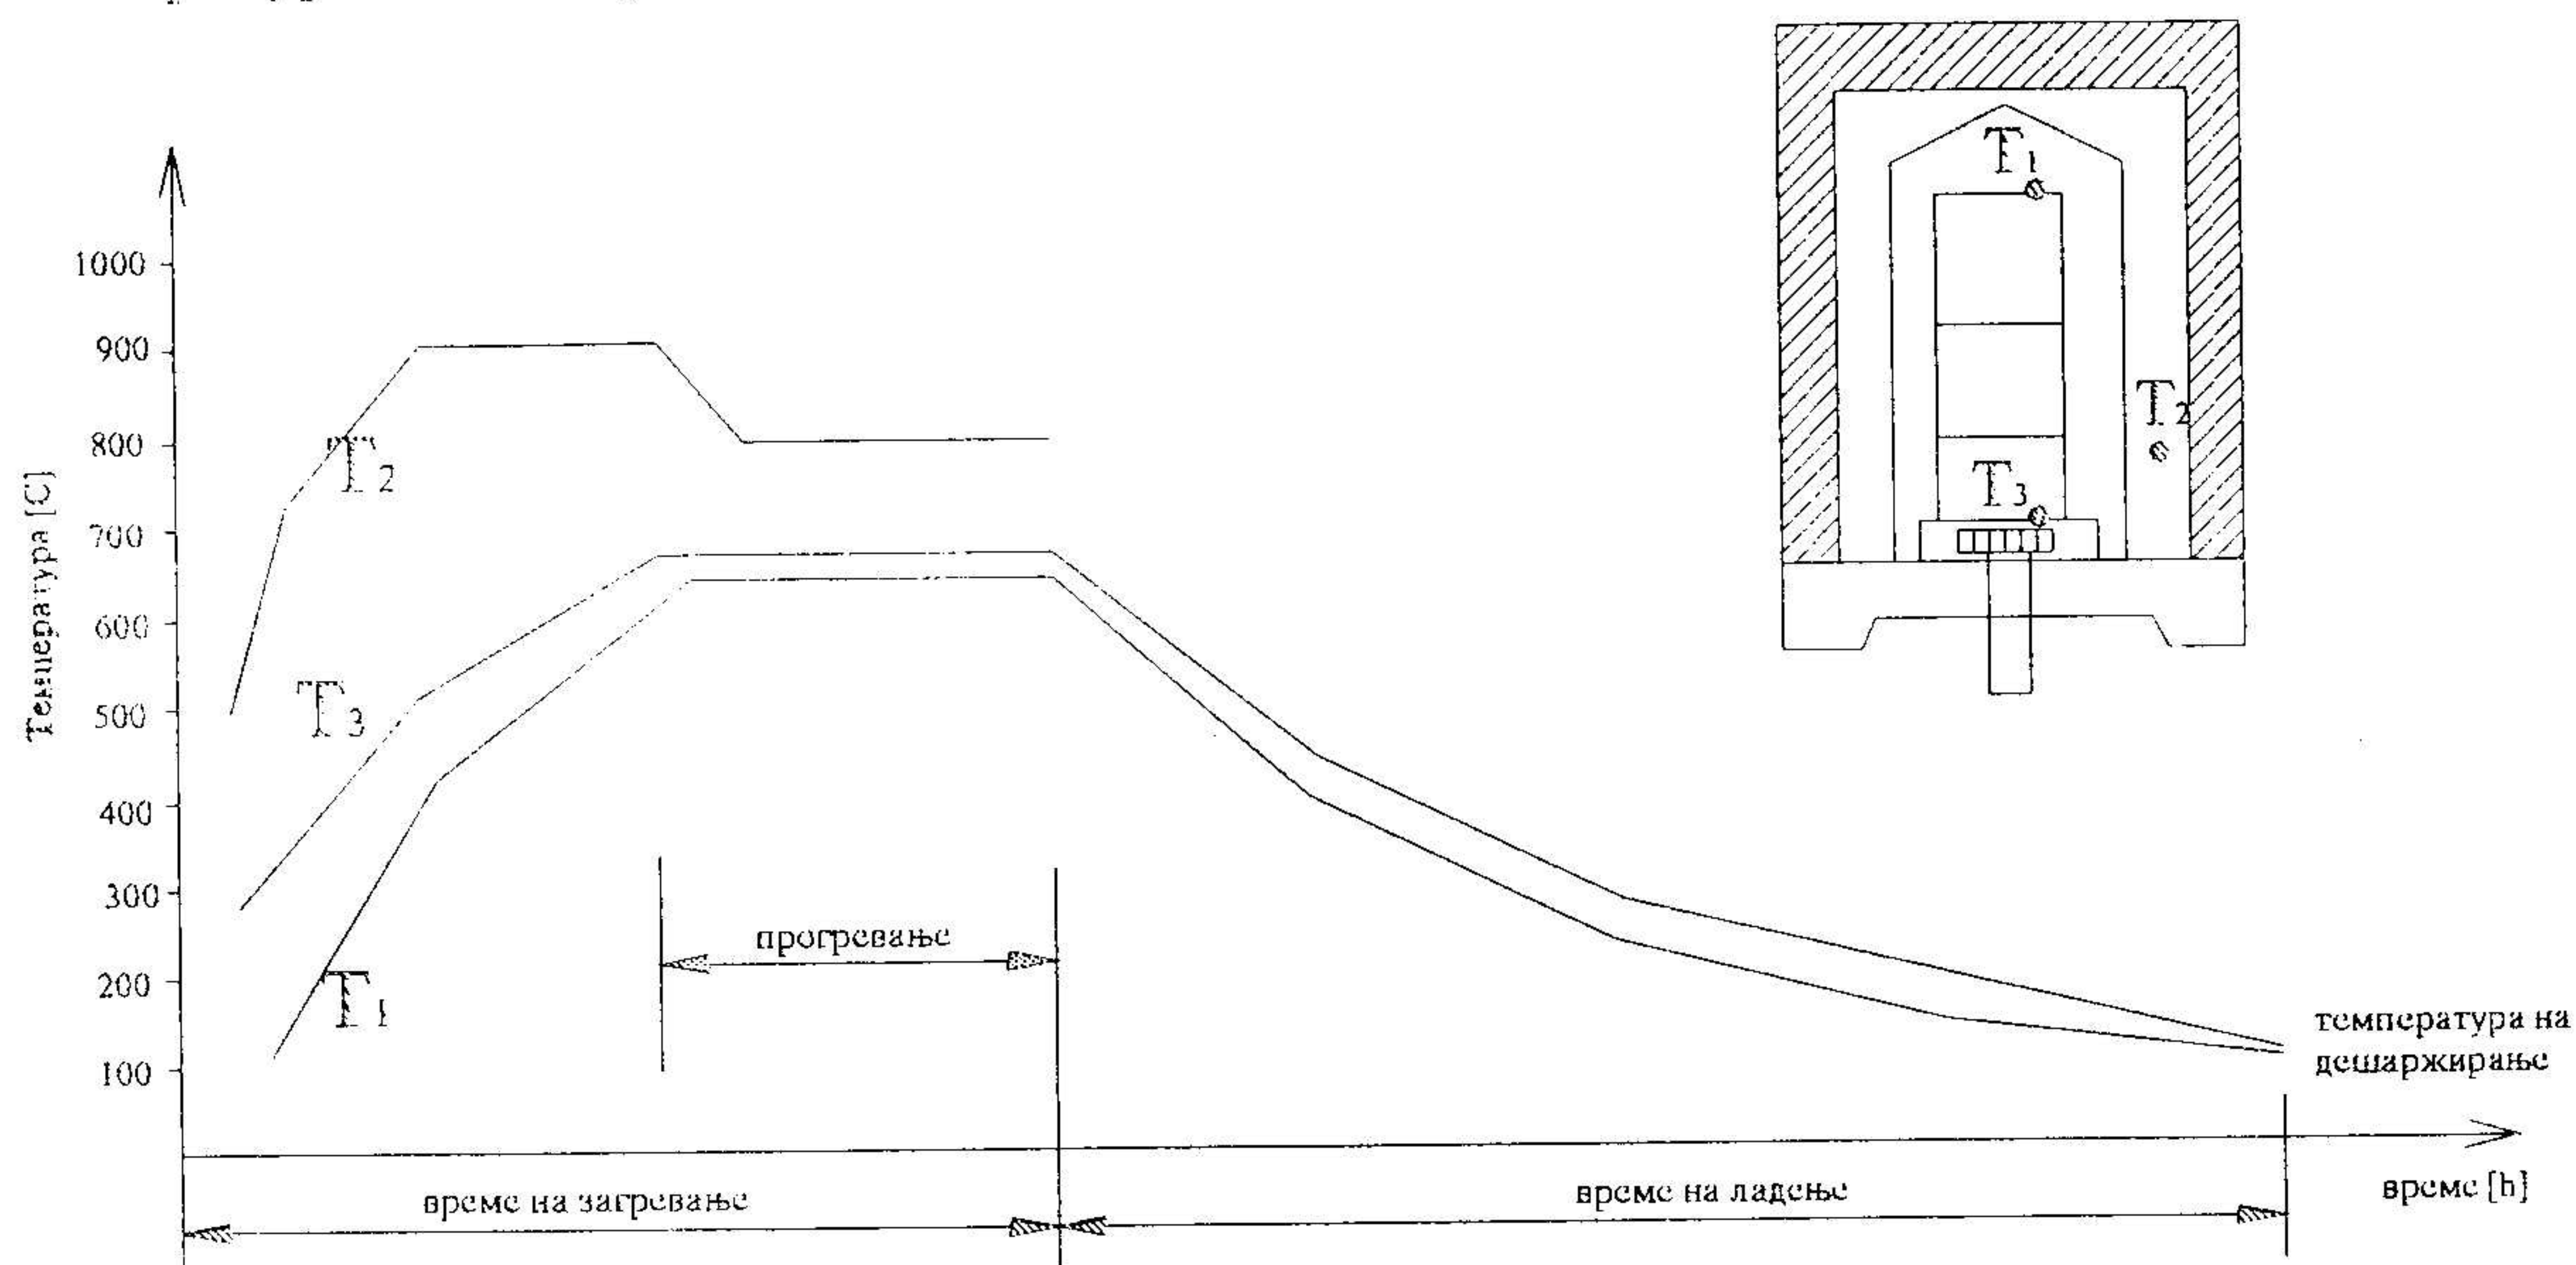 T1
1000
900
800
700
600
500
400
300
200
100
Температура [C]
T2
T3
T1
T2
T3
прогревање
температура на
дешаржирање
време на загревање
време на ладење
време [h]